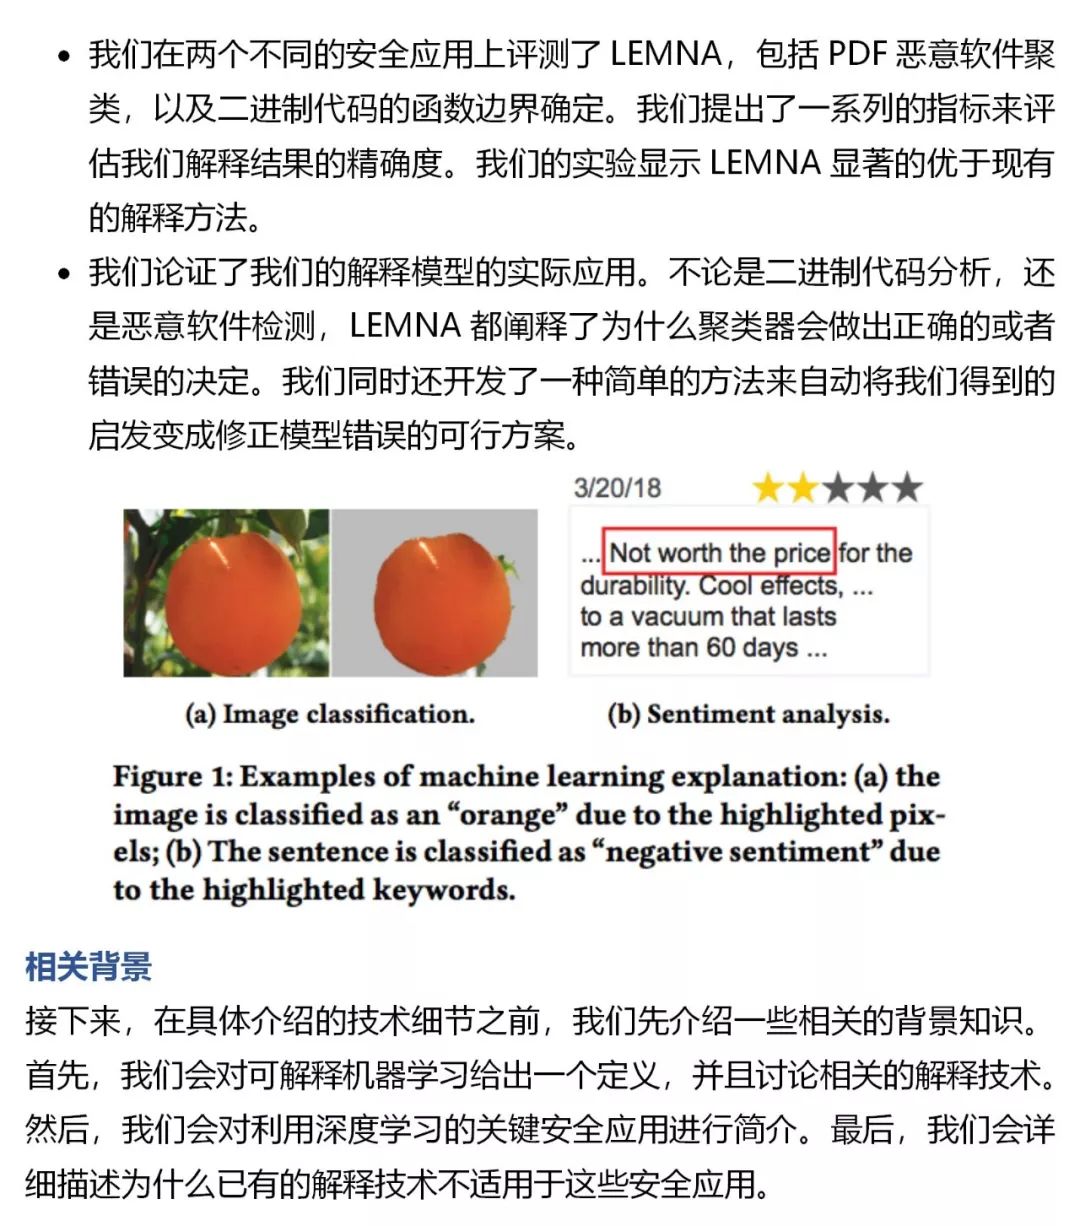 • 我们在两个不同的安全应用上评测了 LEMNA，包括 PDF 恶意软件聚
类，以及二进制代码的函数边界确定。我们提出了一系列的指标来评
估我们解释结果的精确度。我们的实验显示 LEMNA 显著的优于现有
的解释方法。
• 我们论证了我们的解释模型的实际应用。不论是二进制代码分析，还
是恶意软件检测，LEMNA 都阐释了为什么聚类器会做出正确的或者
错误的决定。我们同时还开发了一种简单的方法来自动将我们得到的
启发变成修正模型错误的可行方案。
3/20/18
... Not worth the price for the
durability. Cool effects, ...
to a vacuum that lasts
more than 60 days ...
(a) Image classification.
(b) Sentiment analysis.
Figure 1: Examples of machine learning explanation: (a) the
image is classified as an “orange” due to the highlighted pix-
els; (b) The sentence is classified as “negative sentiment” due
to the highlighted keywords.
相关背景
接下来，在具体介绍的技术细节之前，我们先介绍一些相关的背景知识。
首先，我们会对可解释机器学习给出一个定义，并且讨论相关的解释技术。
然后，我们会对利用深度学习的关键安全应用进行简介。最后，我们会详
细描述为什么已有的解释技术不适用于这些安全应用。